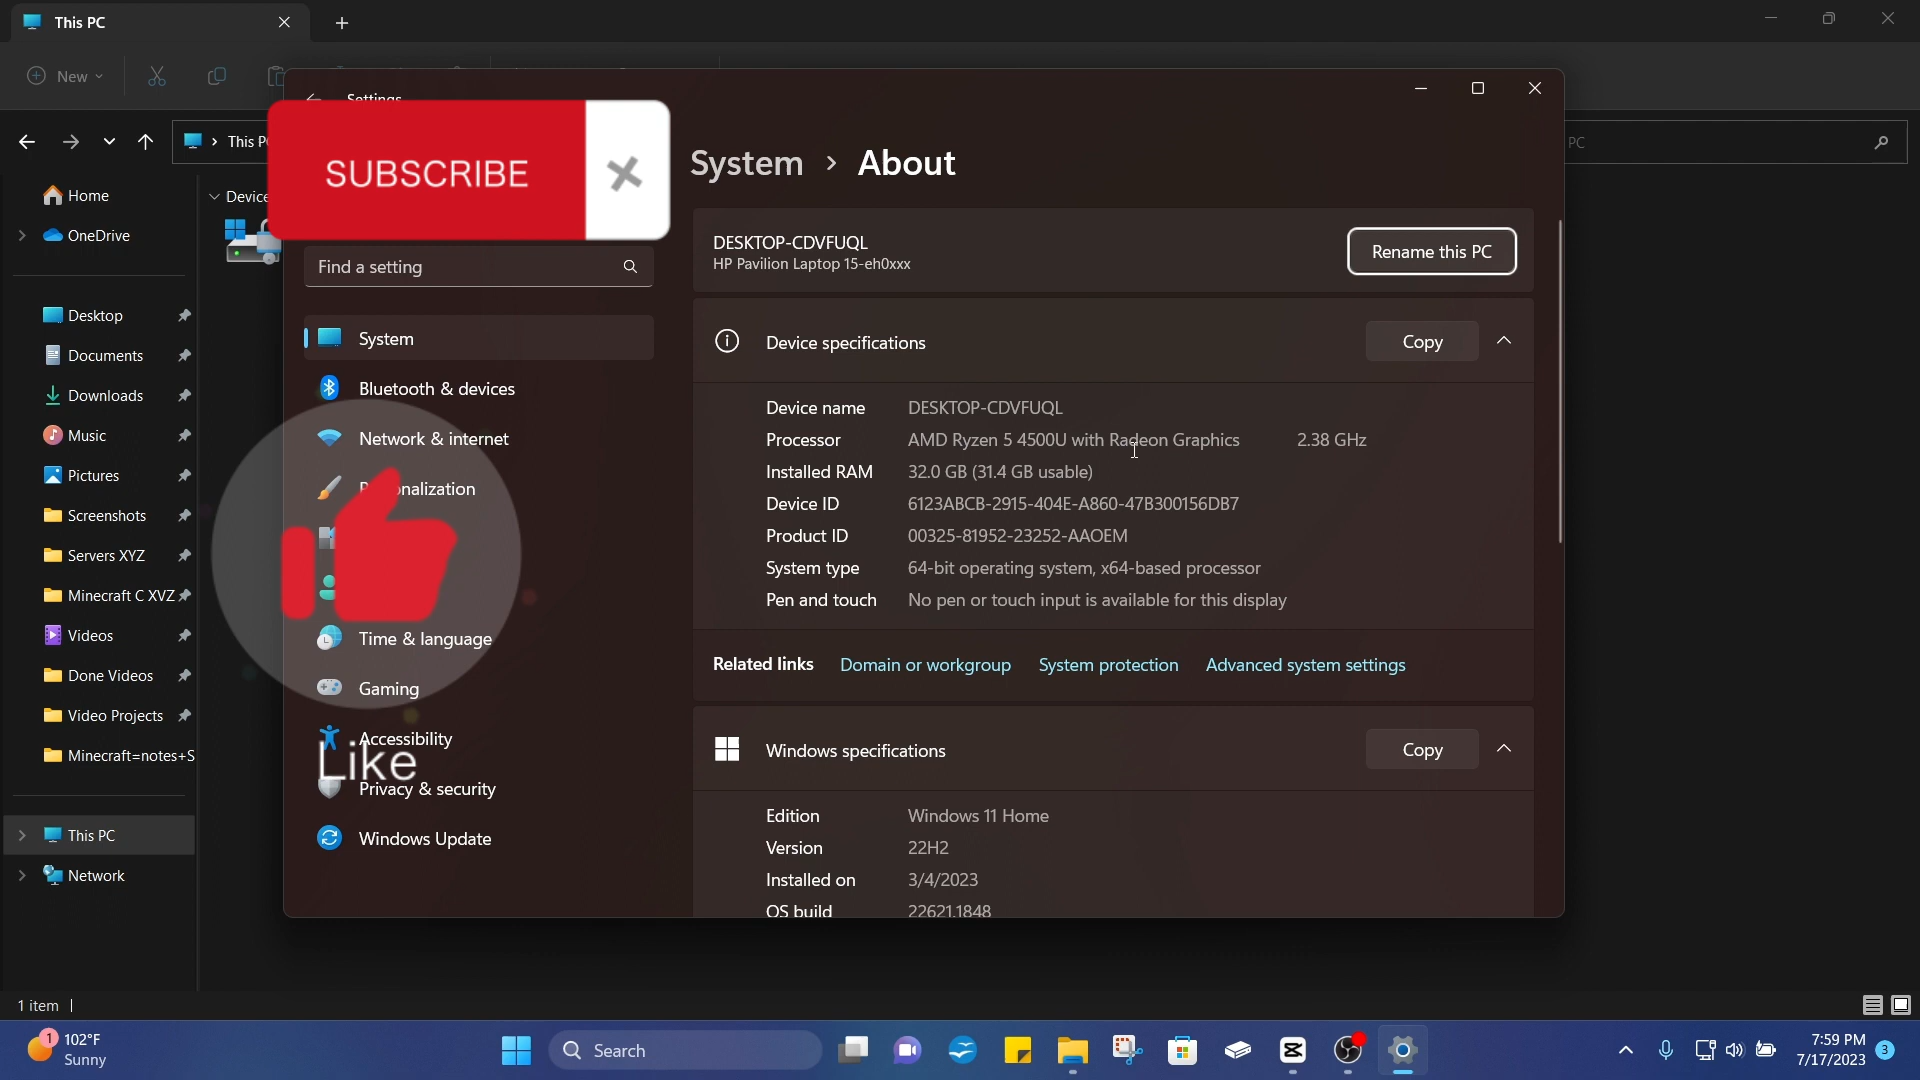 This PC
New
Settings
This PC
PC
SUBSCRIBE
System > About
Home
OneDrive
Desktop
Documents
Downloads
Music
Pictures
Screenshots
Servers XYZ
Minecraft C XVZ
Videos
Done Videos
Video Projects
Minecraft=notes+S
This PC
Network
1 item
Device
Find a setting
System
Bluetooth & devices
Network & internet
Time & language
Gaming
Accessibility
Like
Privacy & security
Windows Update
DESKTOP-CDVFUQL
HP Pavilion Laptop 15-eh0xxx
Rename this PC
Device specifications
Copy
Device name DESKTOP-CDVFUQL
Processor AMD Ryzen 5 4500U with Radeon Graphics 2.38 GHz
Installed RAM 32.0 GB (31.4 GB usable)
Device ID 6123ABCB-2915-404E-A860-47B300156DB7
Product ID 00325-81952-23252-AAOEM
System type 64-bit operating system, x64-based processor
Pen and touch No pen or touch input is available for this display
Related links Domain or workgroup System protection Advanced system settings
Windows specifications
Copy
Edition Windows 11 Home
Version 22H2
Installed on 3/4/2023
OS build 22621.1848
1
102°F
Sunny
Search
7:59 PM
7/17/2023
3